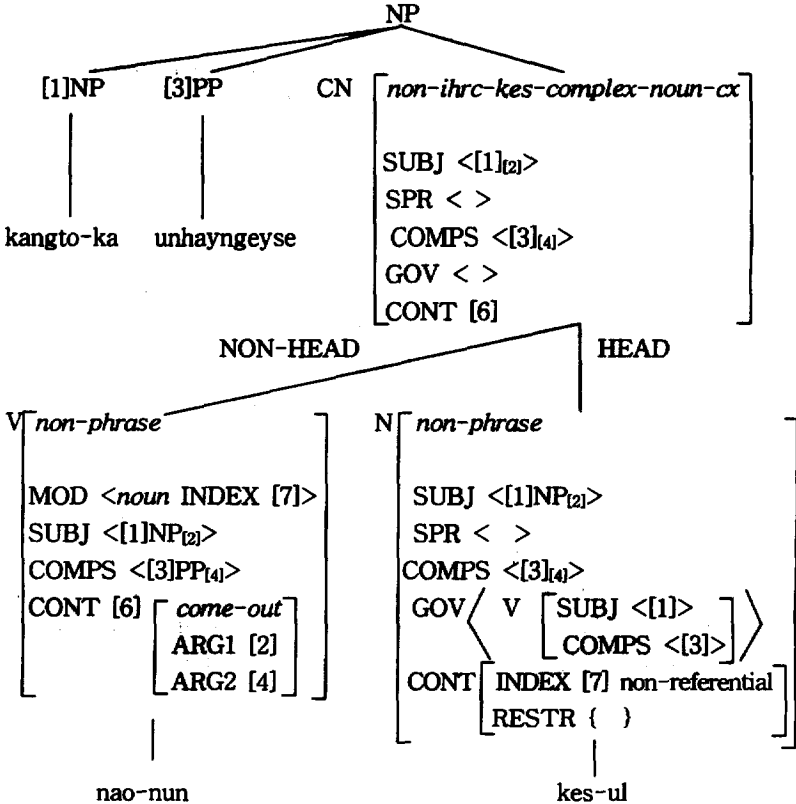 NP
[1]NP [3]PP CN non-ihrc-kes-complex-noun-cx
SUBJ <[1][2]>
SPR < >
kangto-ka unhayngeyse COMPS <[3][4]>
GOV < >
CONT [6]
NON-HEAD HEAD
V non-phrase N non-phrase
MOD <noun INDEX [7]> SUBJ <[1]NP[2]>
SUBJ <[1]NP[2]> SPR < >
COMPS <[3]PP[4]> COMPS <[3][4]>
CONT [6] come-out GOV < V SUBJ <[1]>
ARG1 [2] COMPS <[3]> >
ARG2 [4] CONT INDEX [7] non-referential
RESTR { }
nao-nun kes-ul